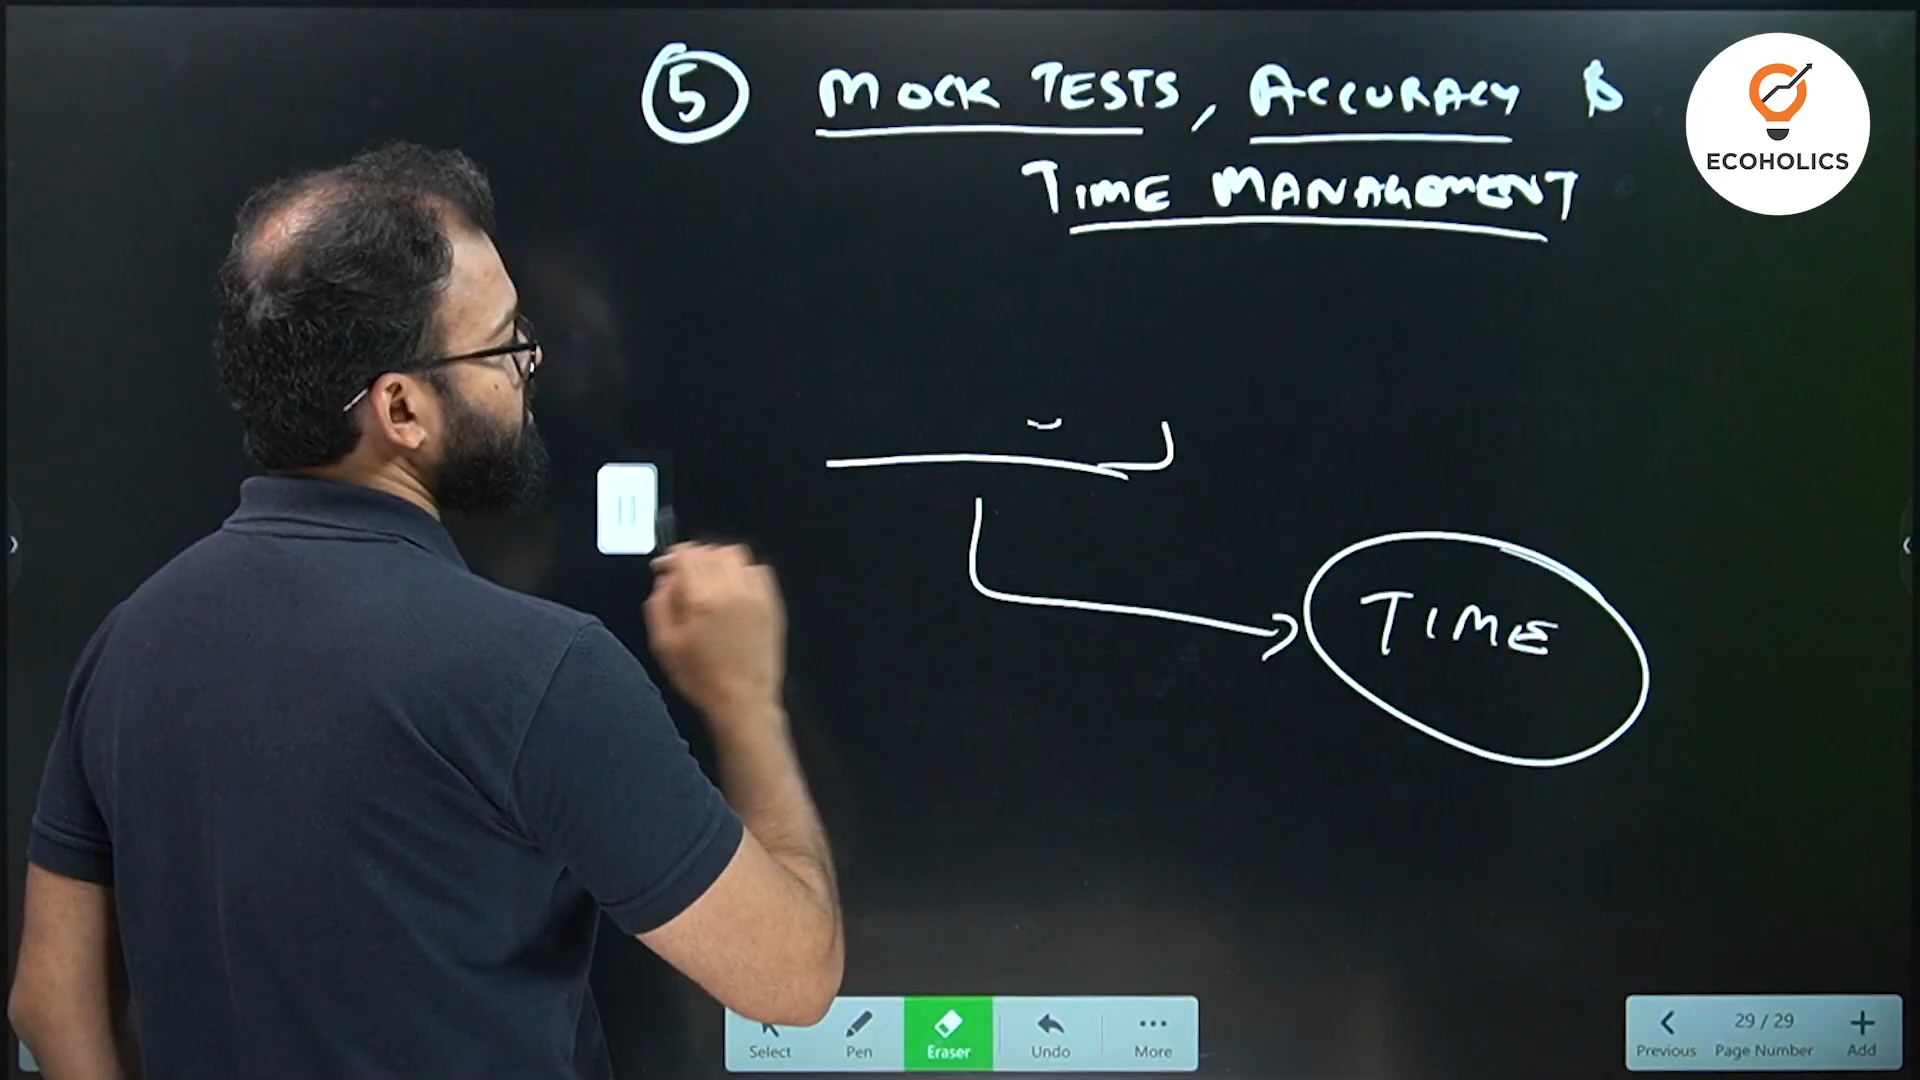 5 MOCK TESTS, ACCURACY &
TIME MANAGEMENT
ECOHOLICS
TIME
Select Pen Eraser Undo More
29 / 29
Previous Page Number Add